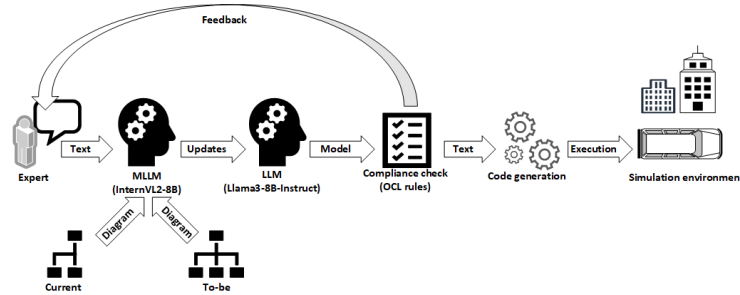 Feedback
Text
Updates
Model
Text
Execution
Expert
MLLM
(InternVL2-8B)
LLM
(Llama3-8B-Instruct)
Compliance check
(OCL rules)
Code generation
Simulation environmen
Diagram
Diagram
Current
To-be